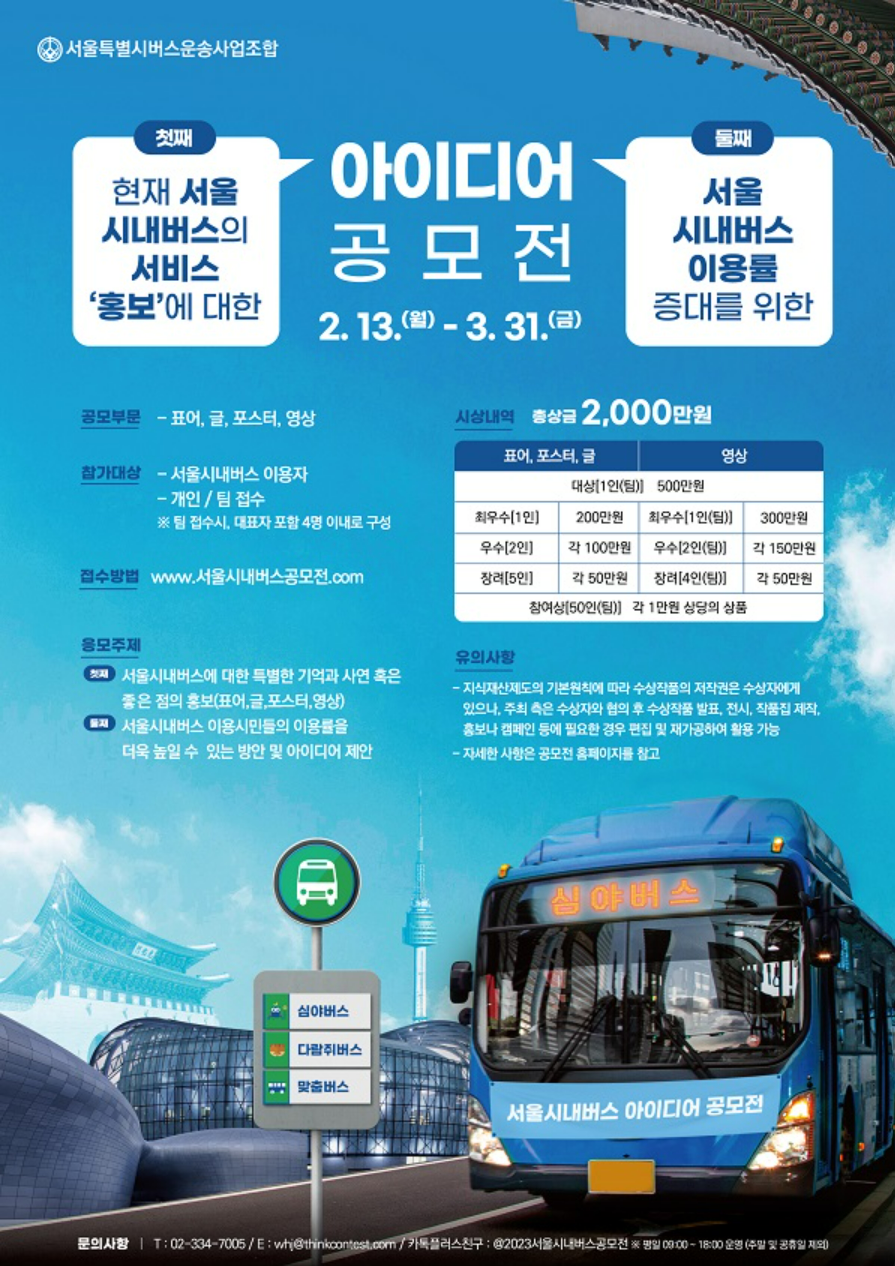 서울특별시버스운송사업조합
첫째
현재 서울
시내버스의
서비스
‘홍보’에 대한
아이디어
공모전
2. 13.(월) - 3. 31.(금)
둘째
서울
시내버스
이용률
증대를 위한
공모부문 - 표어, 글, 포스터, 영상
참가대상 - 서울시내버스 이용자
- 개인 / 팀 접수
※ 팀 접수시, 대표자 포함 4명 이내로 구성
접수방법 www.서울시내버스공모전.com
응모주제
첫째 서울시내버스에 대한 특별한 기억과 사연 혹은
좋은 점의 홍보(표어,글,포스터,영상)
둘째 서울시내버스 이용시민들의 이용률을
더욱 높일 수 있는 방안 및 아이디어 제안
시상내역 총상금 2,000만원
표어, 포스터, 글 영상
대상[1인(팀)] 500만원
최우수[1인] 200만원 최우수[1인(팀)] 300만원
우수[2인] 각 100만원 우수[2인(팀)] 각 150만원
장려[5인] 각 50만원 장려[4인(팀)] 각 50만원
참여상[50인(팀)] 각 1만원 상당의 상품
유의사항
- 지식재산제도의 기본원칙에 따라 수상작품의 저작권은 수상자에게
있으나, 주최 측은 수상자와 협의 후 수상작품 발표, 전시, 작품집 제작,
홍보나 캠페인 등에 필요한 경우 편집 및 재가공하여 활용 가능
- 자세한 사항은 공모전 홈페이지를 참고
심야버스
심야버스
다람쥐버스
맞춤버스
서울시내버스 아이디어 공모전
문의사항 | T : 02-334-7005 / E : whj@thinkcontest.com / 카톡플러스친구 : @2023서울시내버스공모전 ※ 평일 09:00 ~ 18:00 운영 (주말 및 공휴일 제외)